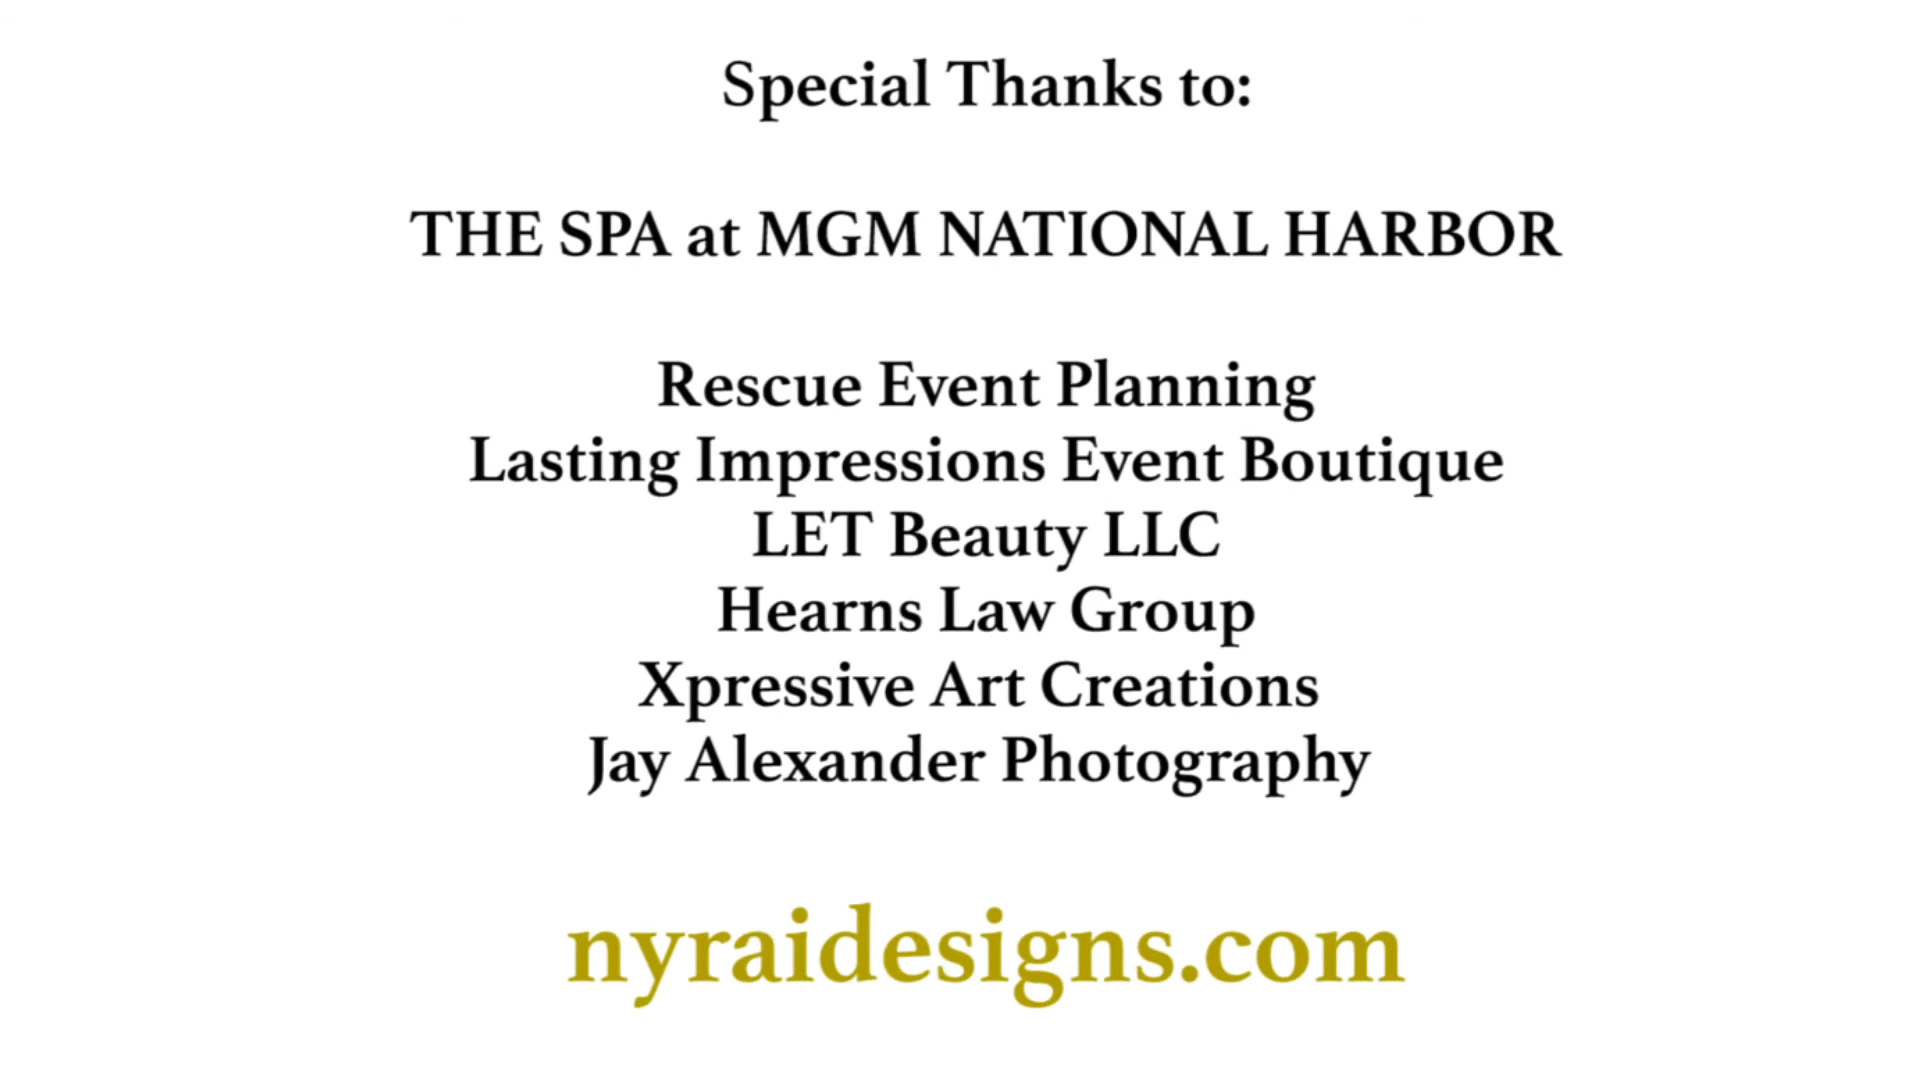 Special Thanks to:
THE SPA at MGM NATIONAL HARBOR
Rescue Event Planning
Lasting Impressions Event Boutique
LET Beauty LLC
Hearns Law Group
Xpressive Art Creations
Jay Alexander Photography
nyraidesigns.com